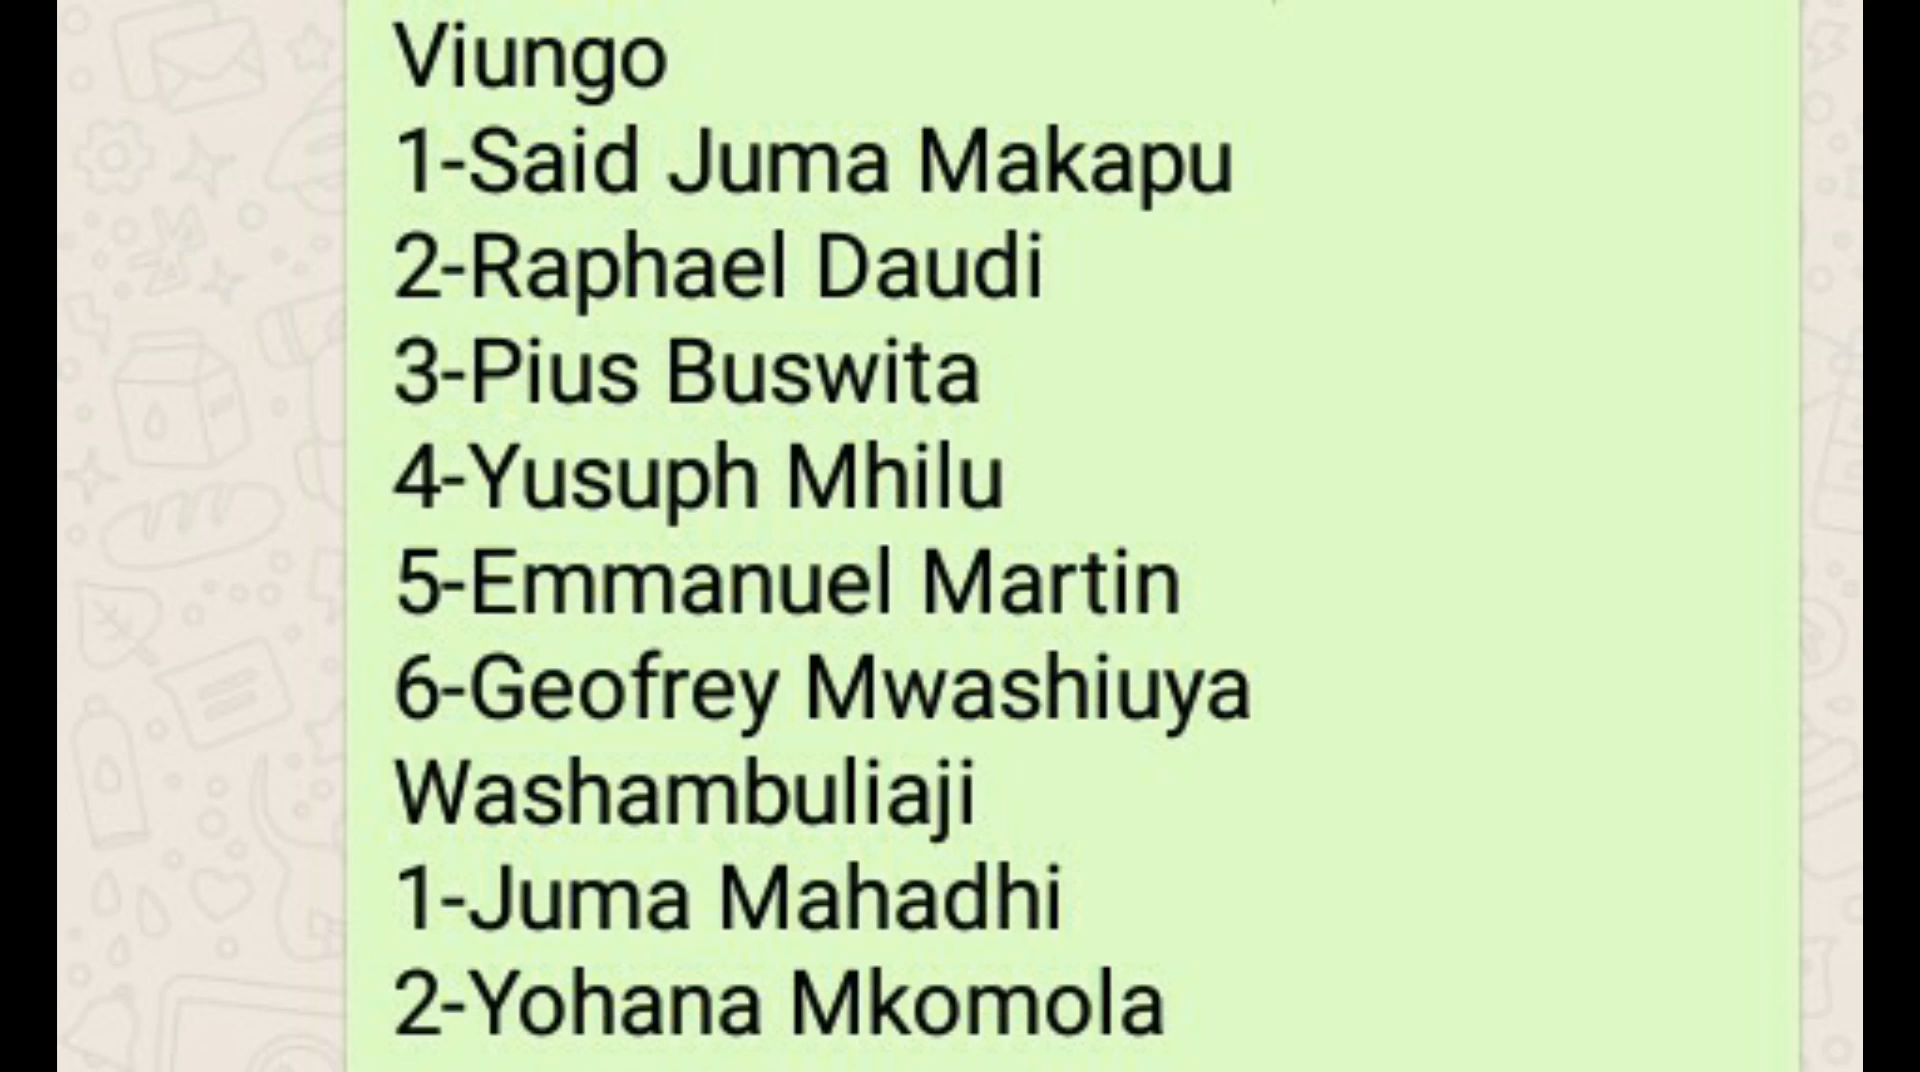 Viungo
1-Said Juma Makapu
2-Raphael Daudi
3-Pius Buswita
4-Yusuph Mhilu
5-Emmanuel Martin
6-Geofrey Mwashiuya
Washambuliaji
1-Juma Mahadhi
2-Yohana Mkomola